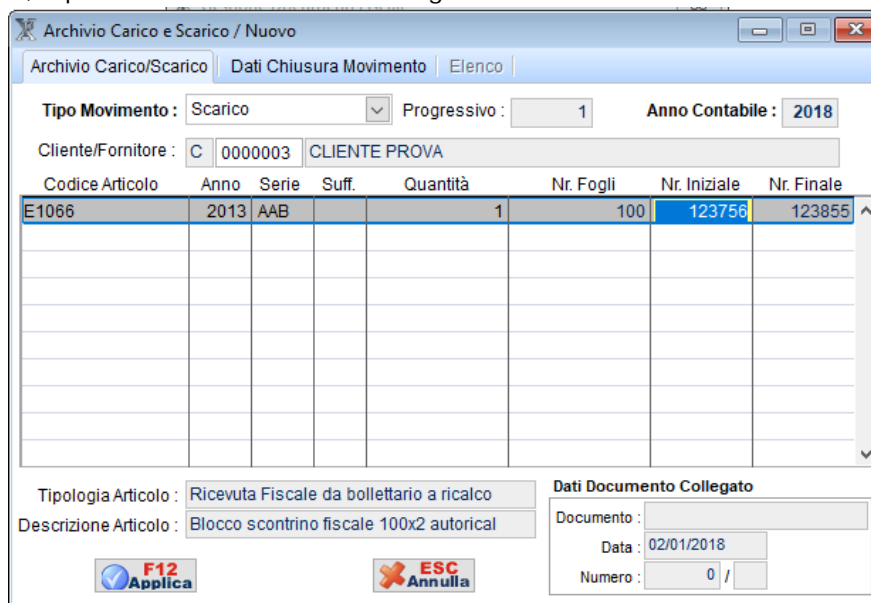 Archivio Carico e Scarico / Nuovo
Archivio Carico/Scarico Dati Chiusura Movimento Elenco
Tipo Movimento : Scarico Progressivo : 1 Anno Contabile : 2018
Cliente/Fornitore : C 0000003 CLIENTE PROVA
Codice Articolo Anno Serie Suff. Quantità Nr. Fogli Nr. Iniziale Nr. Finale
E1066 2013 AAB 1 100 123756 123855
Tipologia Articolo : Ricevuta Fiscale da bollettario a ricalco
Descrizione Articolo : Blocco scontrino fiscale 100x2 autorical
Dati Documento Collegato
Documento :
Data : 02/01/2018
Numero : 0 /
F12 Applica
ESC Annulla